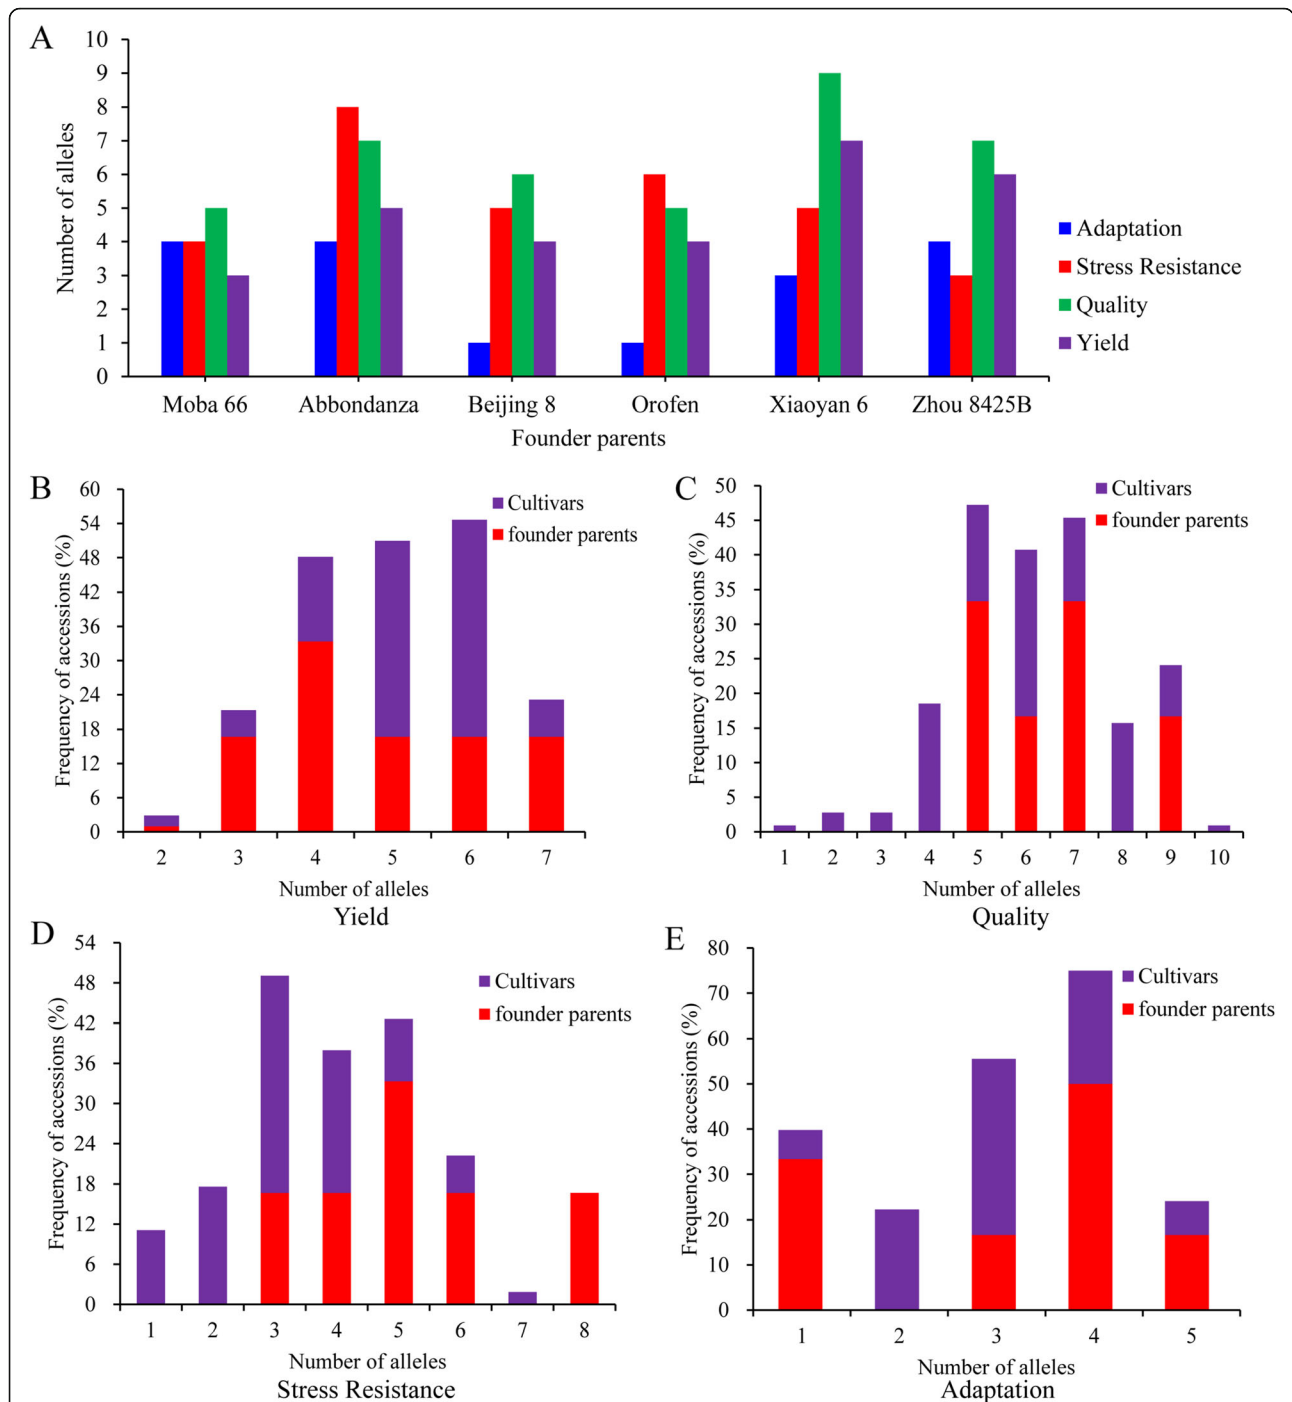 A
10
9
8
7
6
5
4
3
2
1
0
Number of alleles
Moba 66 Abbondanza Beijing 8 Orofen Xiaoyan 6 Zhou 8425B
Founder parents
Adaptation
Stress Resistance
Quality
Yield
B
60
54
48
42
36
30
24
18
12
6
0
Frequency of accessions (%)
Cultivars
founder parents
2 3 4 5 6 7
Number of alleles
Yield
C
50
45
40
35
30
25
20
15
10
5
0
Frequency of accessions (%)
Cultivars
founder parents
1 2 3 4 5 6 7 8 9 10
Number of alleles
Quality
D
54
48
42
36
30
24
18
12
6
0
Frequency of accessions (%)
Cultivars
founder parents
1 2 3 4 5 6 7 8
Number of alleles
Stress Resistance
E
80
70
60
50
40
30
20
10
0
Frequency of accessions (%)
Cultivars
founder parents
1 2 3 4 5
Number of alleles
Adaptation